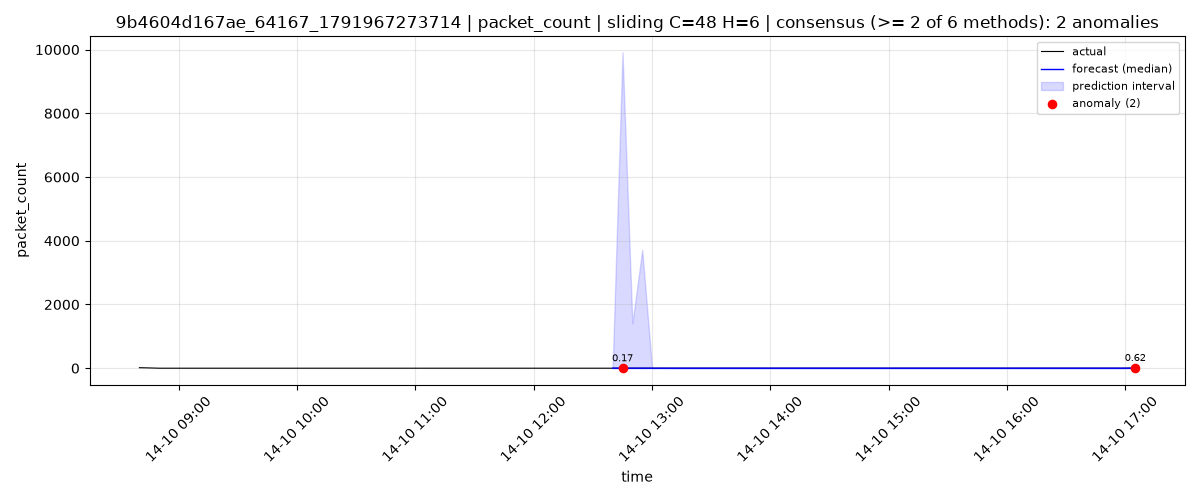 9b4604d167ae_64167_1791967273714 | packet_count | sliding C=48 H=6 | consensus (>= 2 of 6 methods): 2 anomalies
packet_count
10000
8000
6000
4000
2000
0
actual
forecast (median)
prediction interval
anomaly (2)
0.17
0.62
14-10 09:00
14-10 10:00
14-10 11:00
14-10 12:00
14-10 13:00
14-10 14:00
14-10 15:00
14-10 16:00
14-10 17:00
time